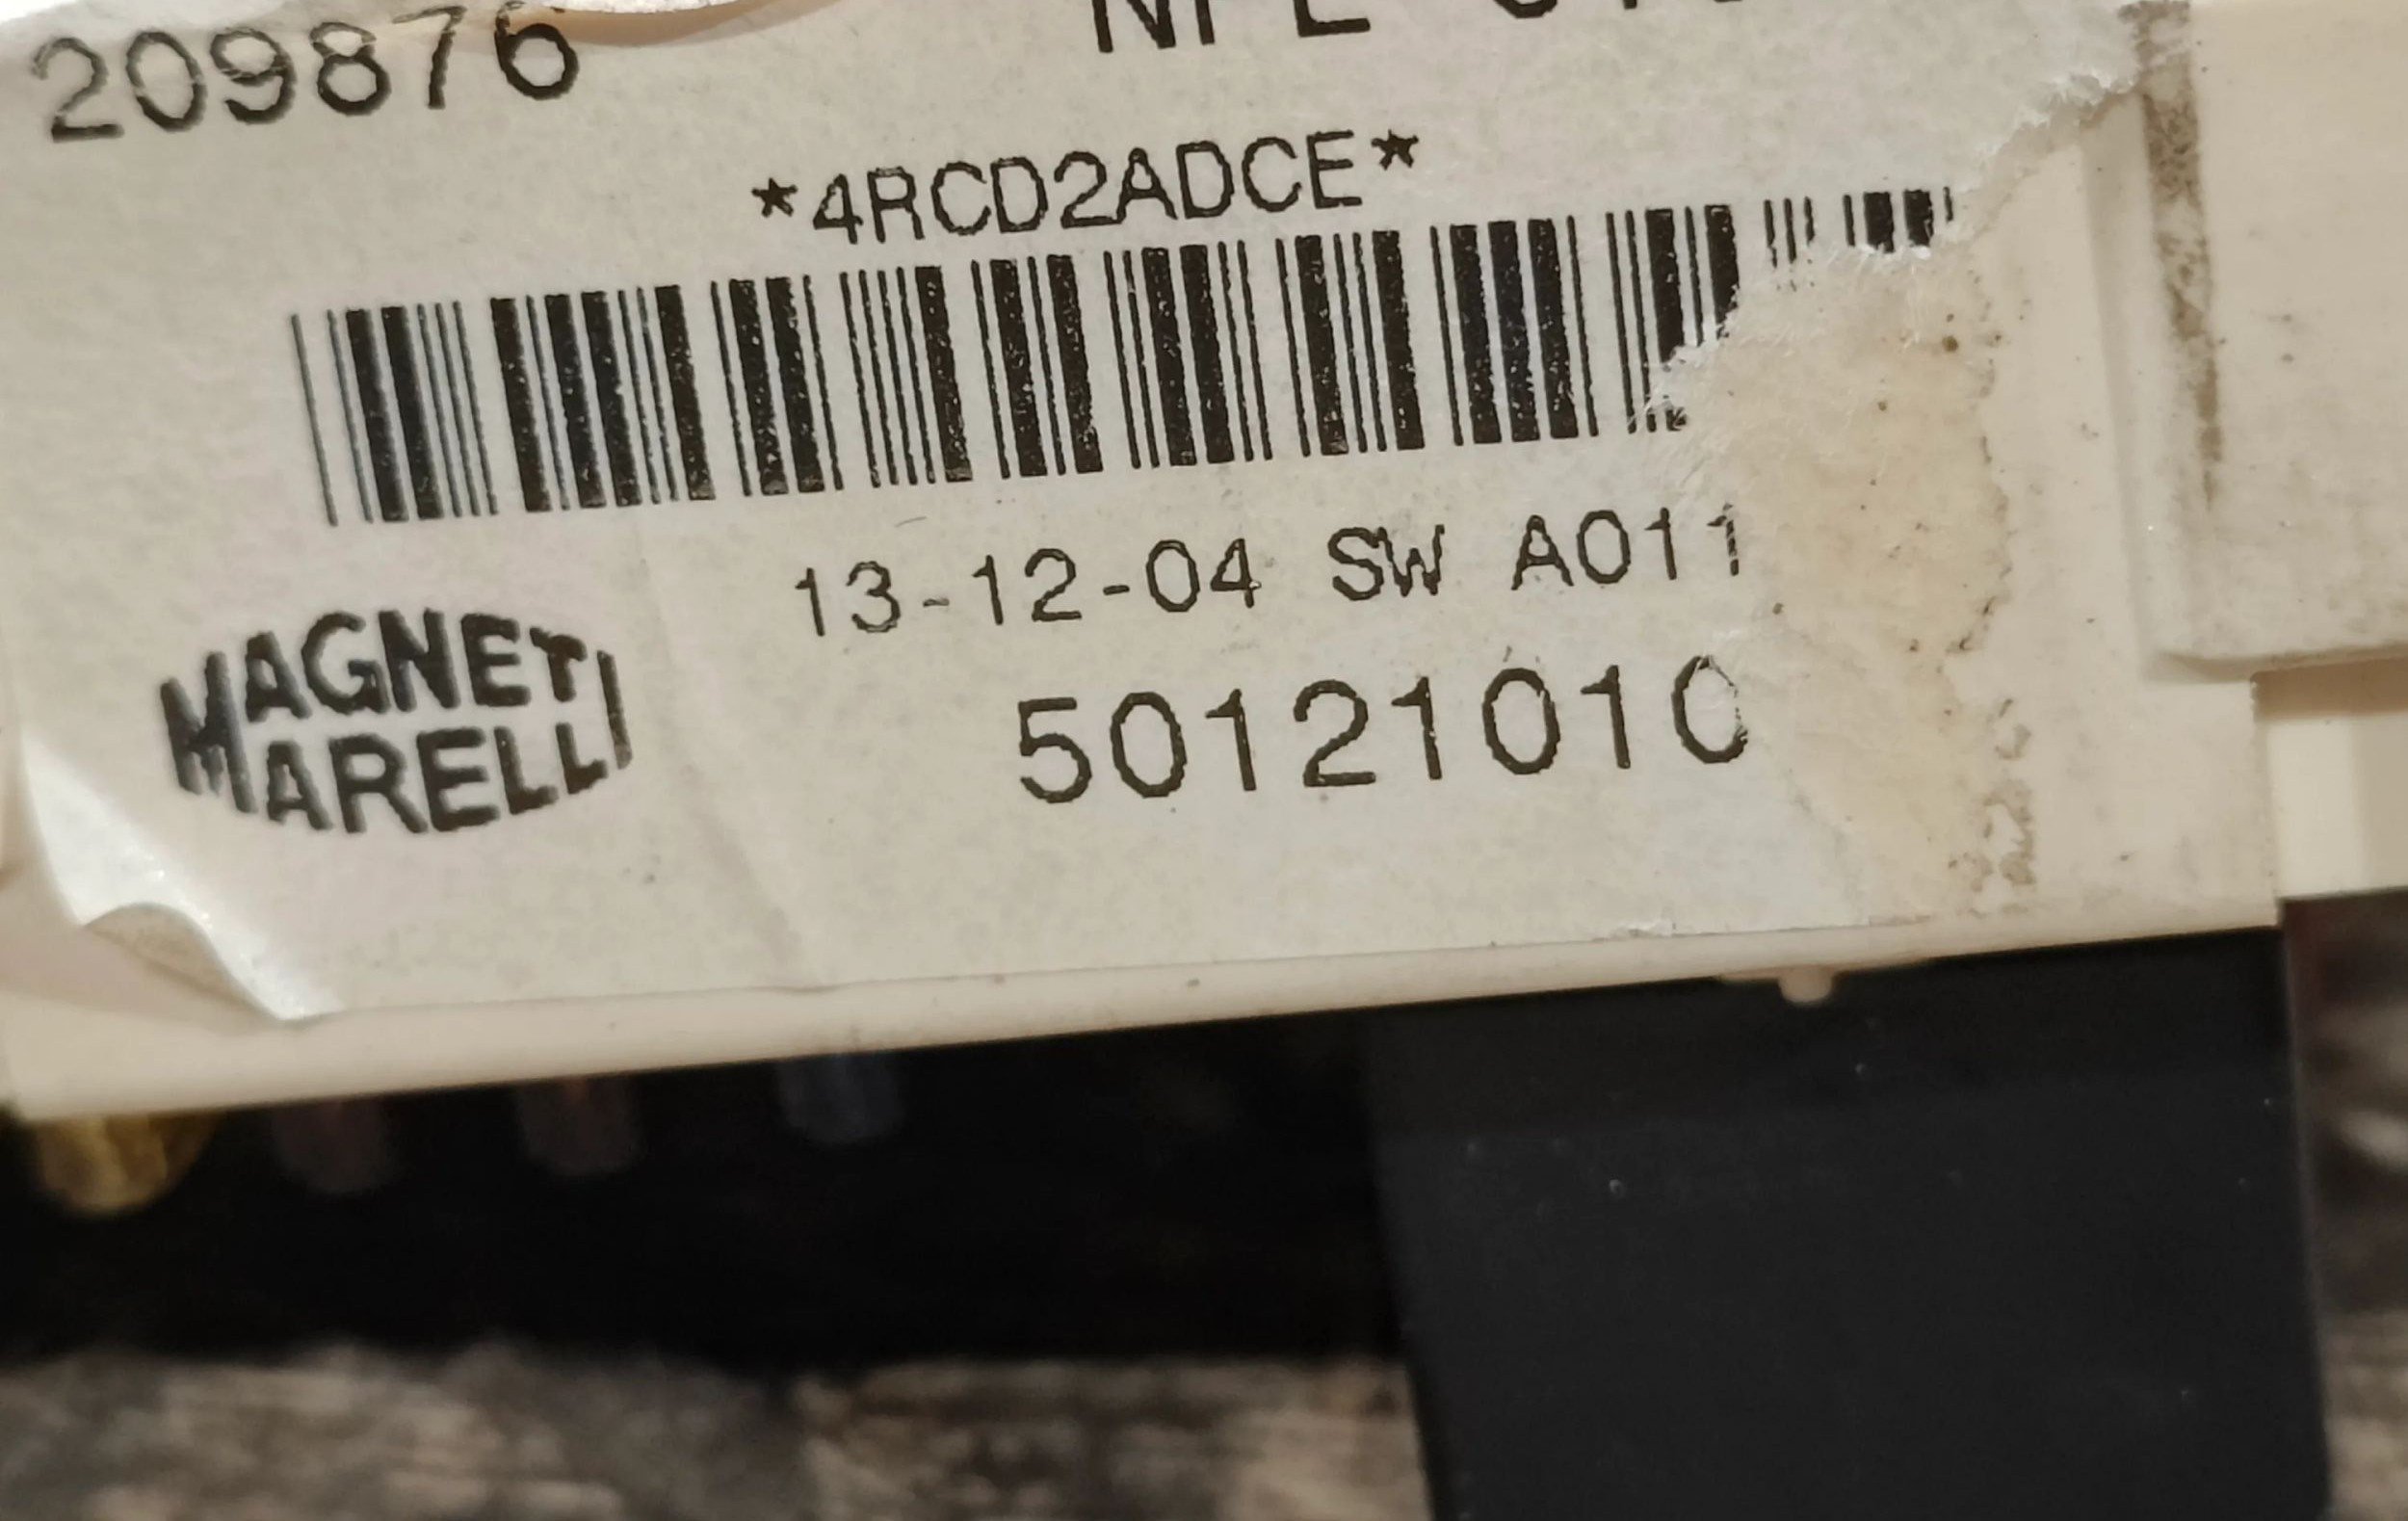 209876
*4RCD2ADCE*
13-12-04 SW A011
MAGNETI
MARELLI
50121010